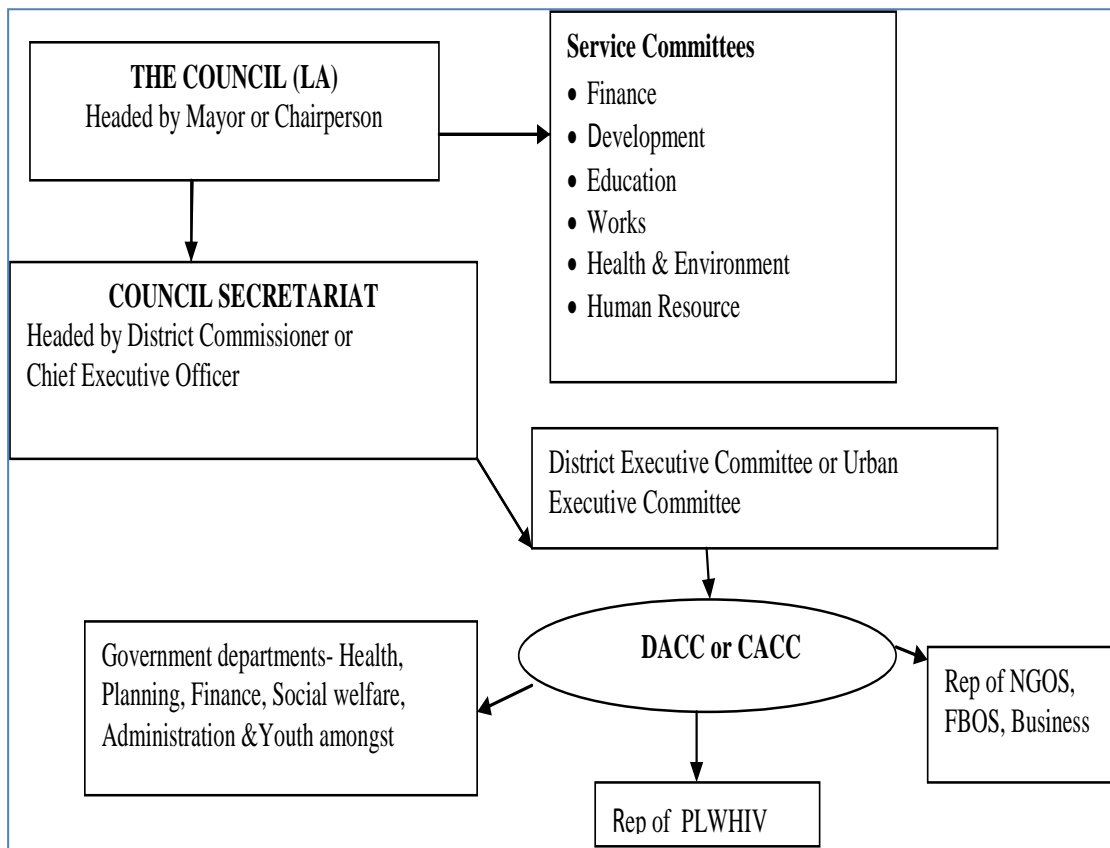 THE COUNCIL (LA)
Headed by Mayor or Chairperson
Service Committees
• Finance
• Development
• Education
• Works
• Health & Environment
• Human Resource
COUNCIL SECRETARIAT
Headed by District Commissioner or
Chief Executive Officer
District Executive Committee or Urban
Executive Committee
DACC or CACC
Government departments- Health,
Planning, Finance, Social welfare,
Administration &Youth amongst
Rep of NGOS,
FBOS, Business
Rep of PLWHIV